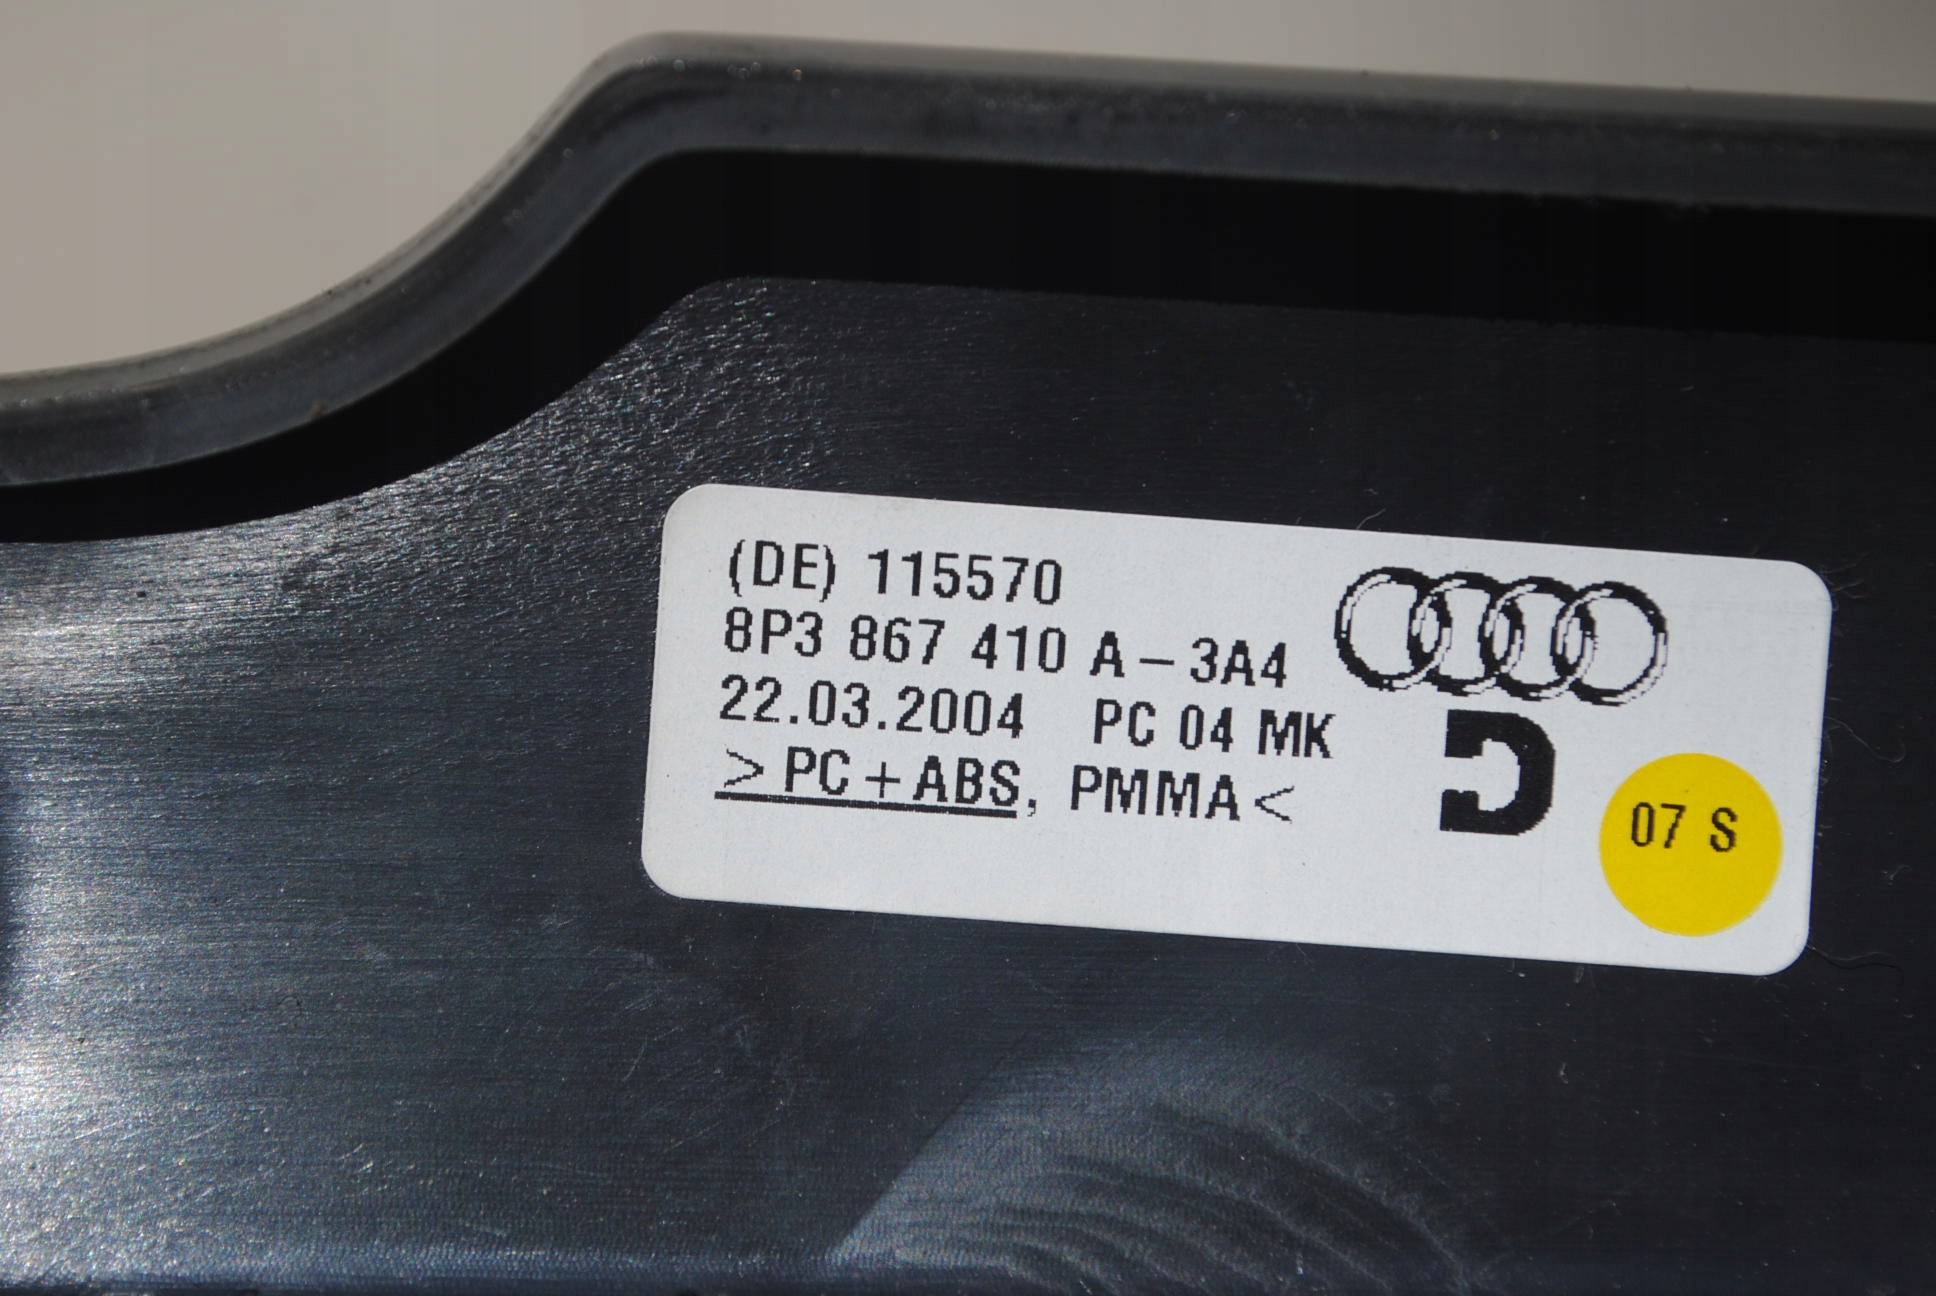 (DE) 115570
8P3 867 410 A – 3A4
22.03.2004 PC 04 MK
>PC+ABS, PMMA<
07 S